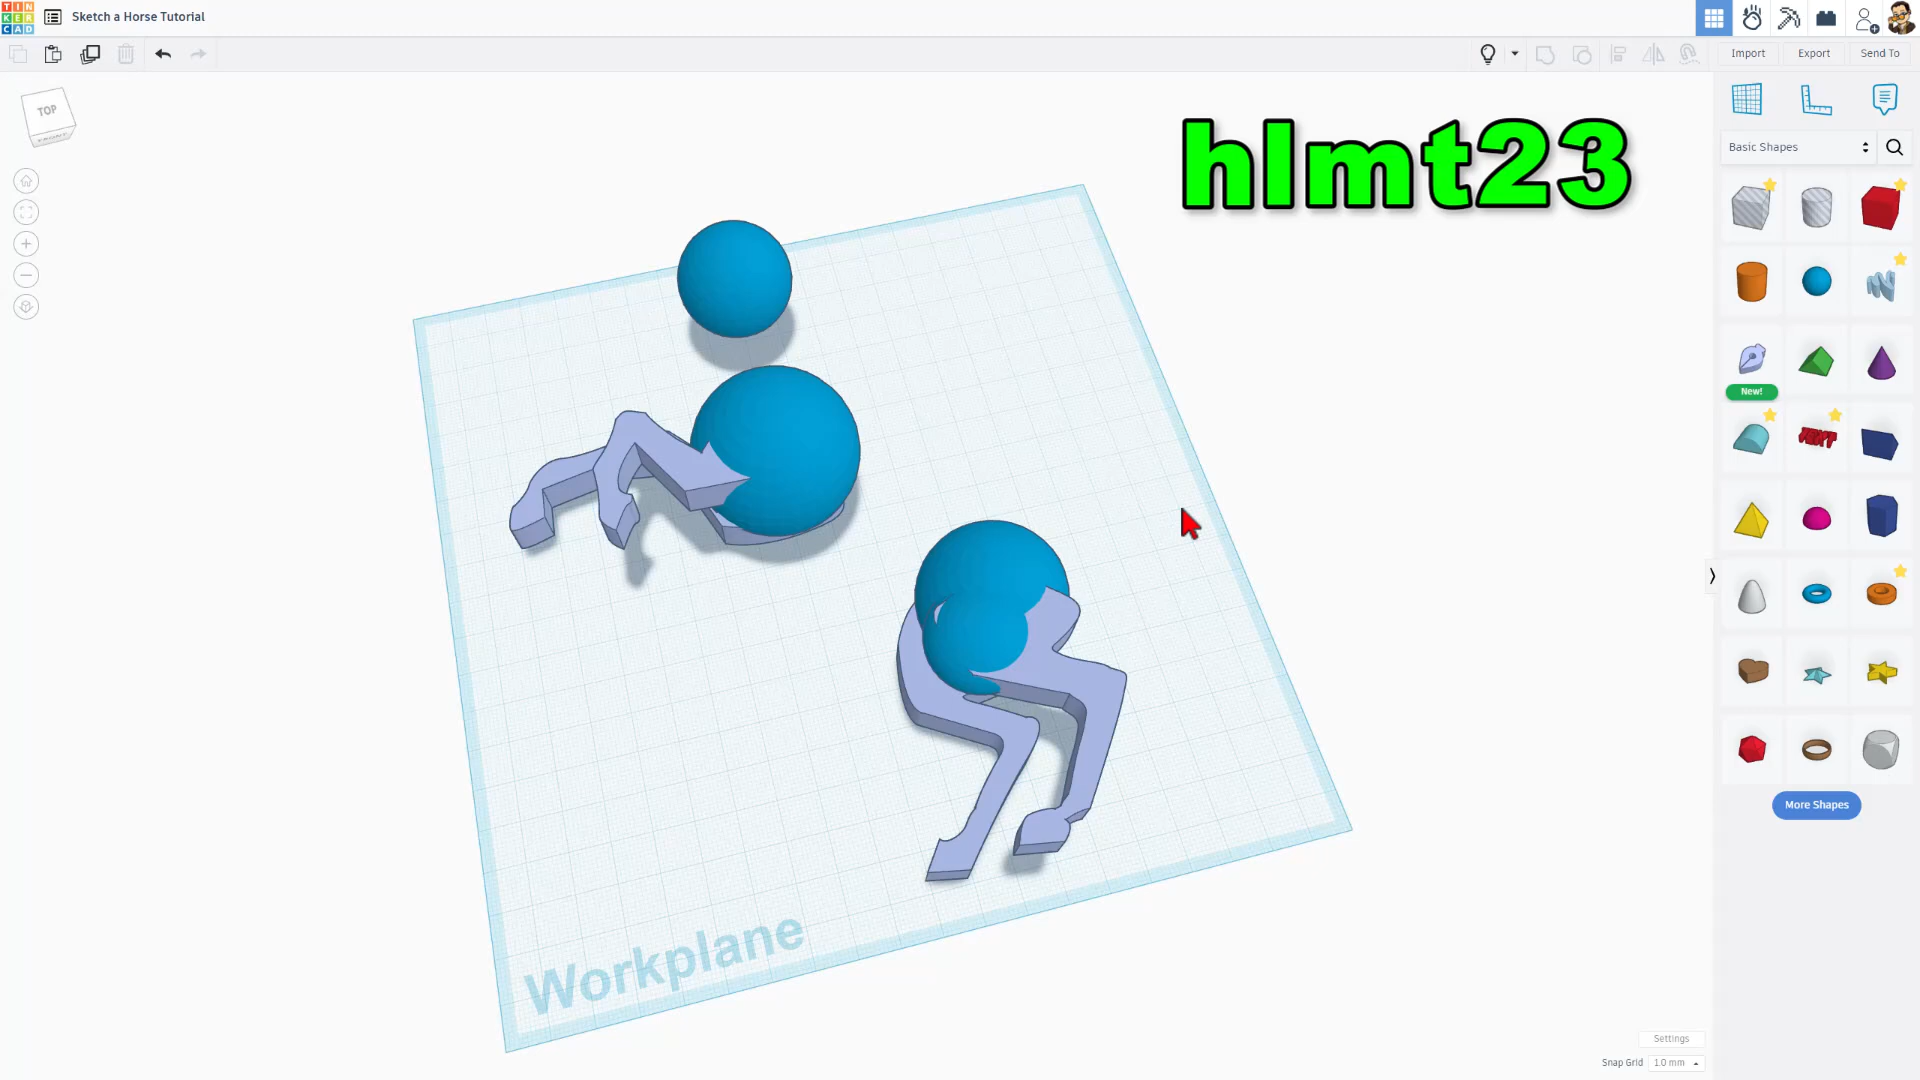 TIN
KER
CAD
Sketch a Horse Tutorial
Import
Export
Send To
TOP
hlmt23
Basic Shapes
New!
TEXT
More Shapes
Workplane
Settings
Snap Grid
1.0 mm